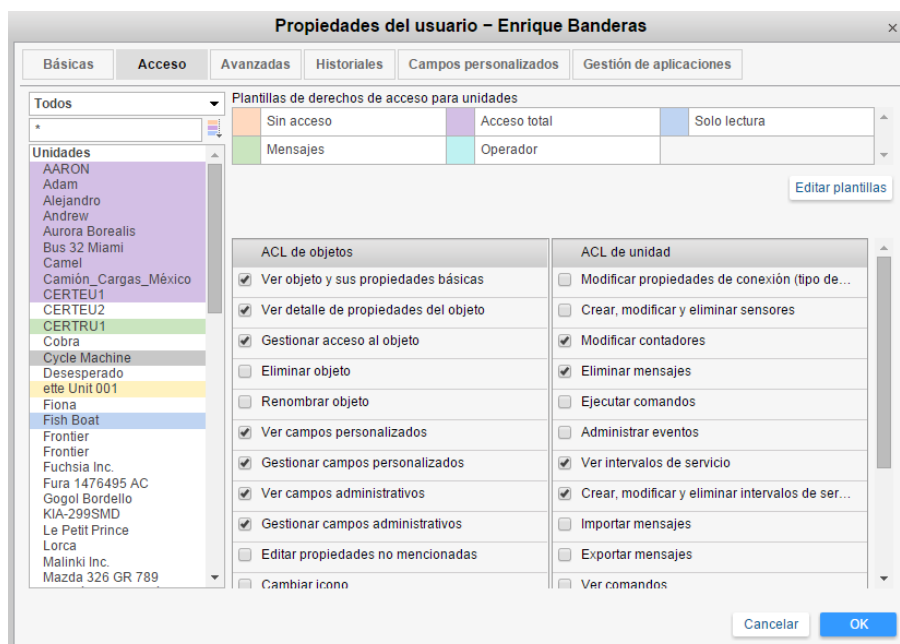 Propiedades del usuario – Enrique Banderas ×
Básicas Acceso Avanzadas Historiales Campos personalizados Gestión de aplicaciones
Todos
*
Unidades
AARON
Adam
Alejandro
Andrew
Aurora Borealis
Bus 32 Miami
Camel
Camión_Cargas_México
CERTEU1
CERTEU2
CERTRU1
Cobra
Cycle Machine
Desesperado
ette Unit 001
Fiona
Fish Boat
Frontier
Frontier
Fuchsia Inc.
Fura 1476495 AC
Gogol Bordello
KIA-299SMD
Le Petit Prince
Lorca
Malinki Inc.
Mazda 326 GR 789
Plantillas de derechos de acceso para unidades
Sin acceso Acceso total Solo lectura
Mensajes Operador
Editar plantillas
ACL de objetos
Ver objeto y sus propiedades básicas
Ver detalle de propiedades del objeto
Gestionar acceso al objeto
Eliminar objeto
Renombrar objeto
Ver campos personalizados
Gestionar campos personalizados
Ver campos administrativos
Gestionar campos administrativos
Editar propiedades no mencionadas
Cambiar icono
ACL de unidad
Modificar propiedades de conexión (tipo de...
Crear, modificar y eliminar sensores
Modificar contadores
Eliminar mensajes
Ejecutar comandos
Administrar eventos
Ver intervalos de servicio
Crear, modificar y eliminar intervalos de ser...
Importar mensajes
Exportar mensajes
Ver comandos
Cancelar OK